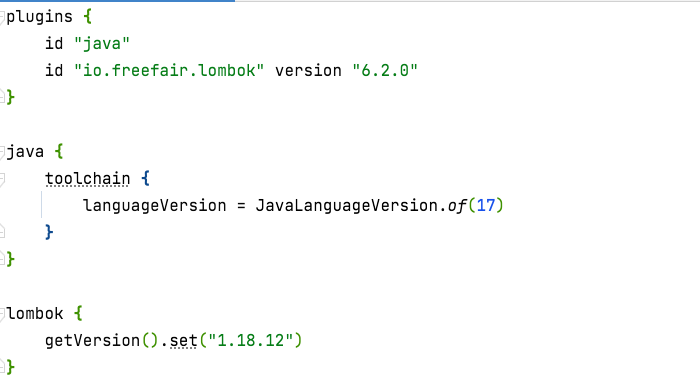 plugins {
    id "java"
    id "io.freefair.lombok" version "6.2.0"
}

java {
    toolchain {
        languageVersion = JavaLanguageVersion.of(17)
    }
}

lombok {
    getVersion().set("1.18.12")
}